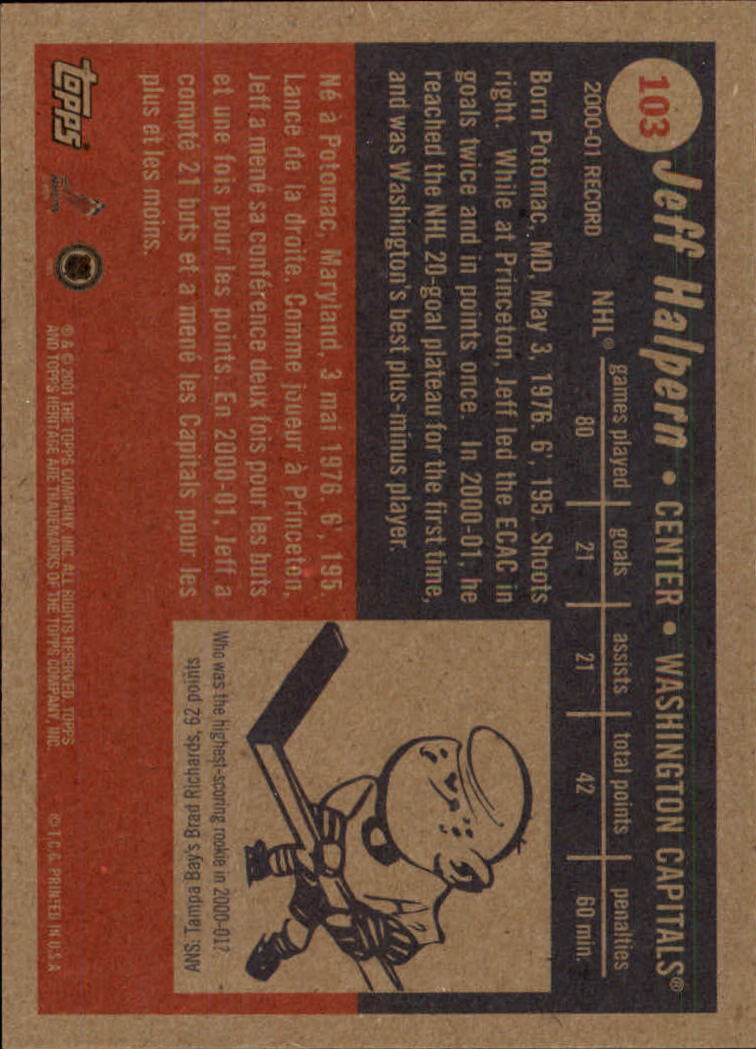 103 Jeff Halpern • CENTER • WASHINGTON CAPITALS®
2000-01 RECORD
games played goals assists total points penalties
NHL® 80 21 21 42 60 min.
Born Potomac, MD, May 3, 1976. 6', 195. Shoots
right. While at Princeton, Jeff led the ECAC in
goals twice and in points once. In 2000-01, he
reached the NHL 20-goal plateau for the first time,
and was Washington's best plus-minus player.
Né à Potomac, Maryland, 3 mai 1976. 6', 195.
Lance de la droite. Comme joueur à Princeton,
Jeff a mené sa conférence deux fois pour les buts
et une fois pour les points. En 2000-01, Jeff a
compté 21 buts et a mené les Capitals pour les
plus et les moins.
Who was the highest-scoring rookie in 2000-01?
ANS: Tampa Bay's Brad Richards, 62 points
topps®
® & © 2001 THE TOPPS COMPANY, INC. ALL RIGHTS RESERVED. TOPPS
AND TOPPS HERITAGE ARE TRADEMARKS OF THE TOPPS COMPANY, INC.
© T.C.G. PRINTED IN U.S.A